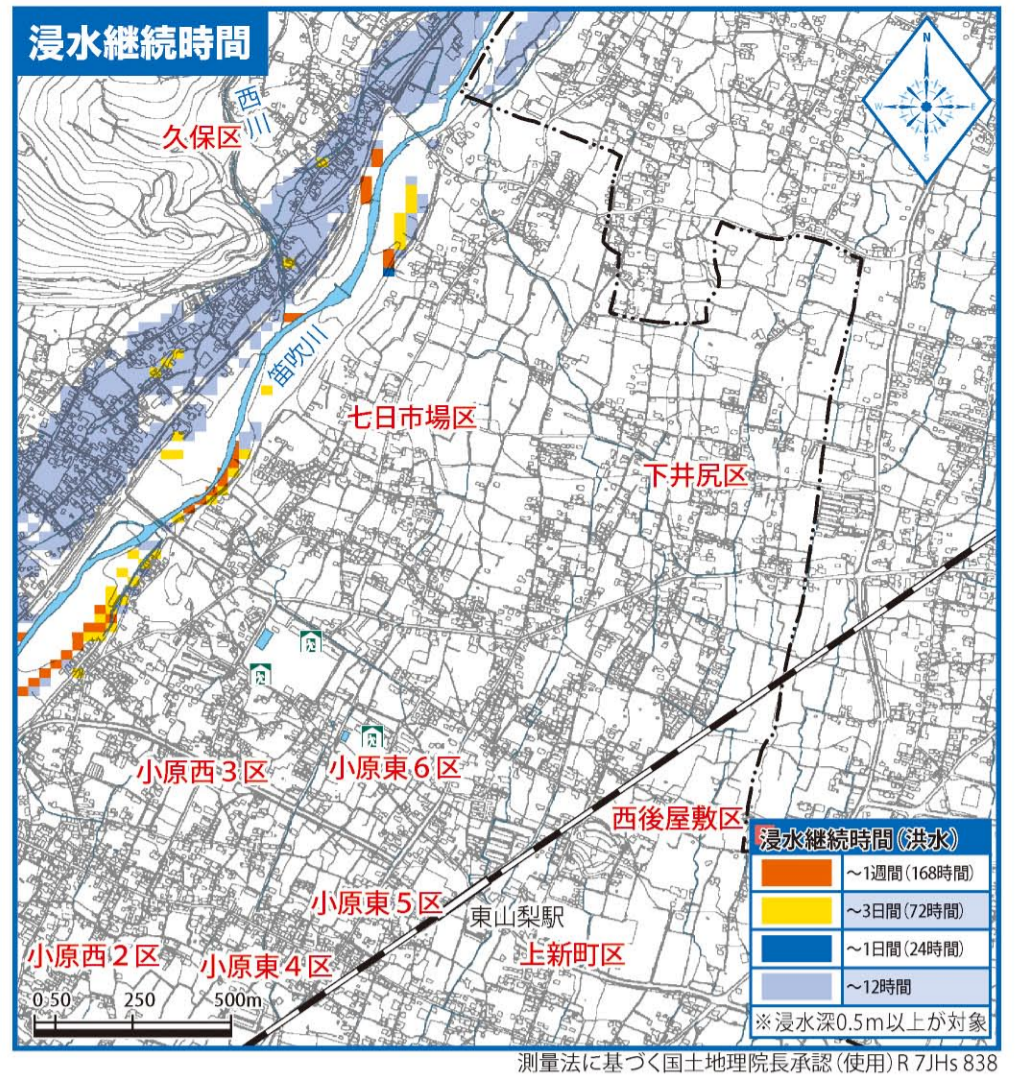 浸水継続時間
N
W
E
S
西川
久保区
笛吹川
七日市場区
下井尻区
小原西3区
小原東6区
西後屋敷区
小原東5区
東山梨駅
小原西2区
小原東4区
上新町区
0 50 250 500m
浸水継続時間(洪水)
~1週間(168時間)
~3日間(72時間)
~1日間(24時間)
~12時間
※浸水深0.5m以上が対象
測量法に基づく国土地理院長承認(使用)R 7JHs 838